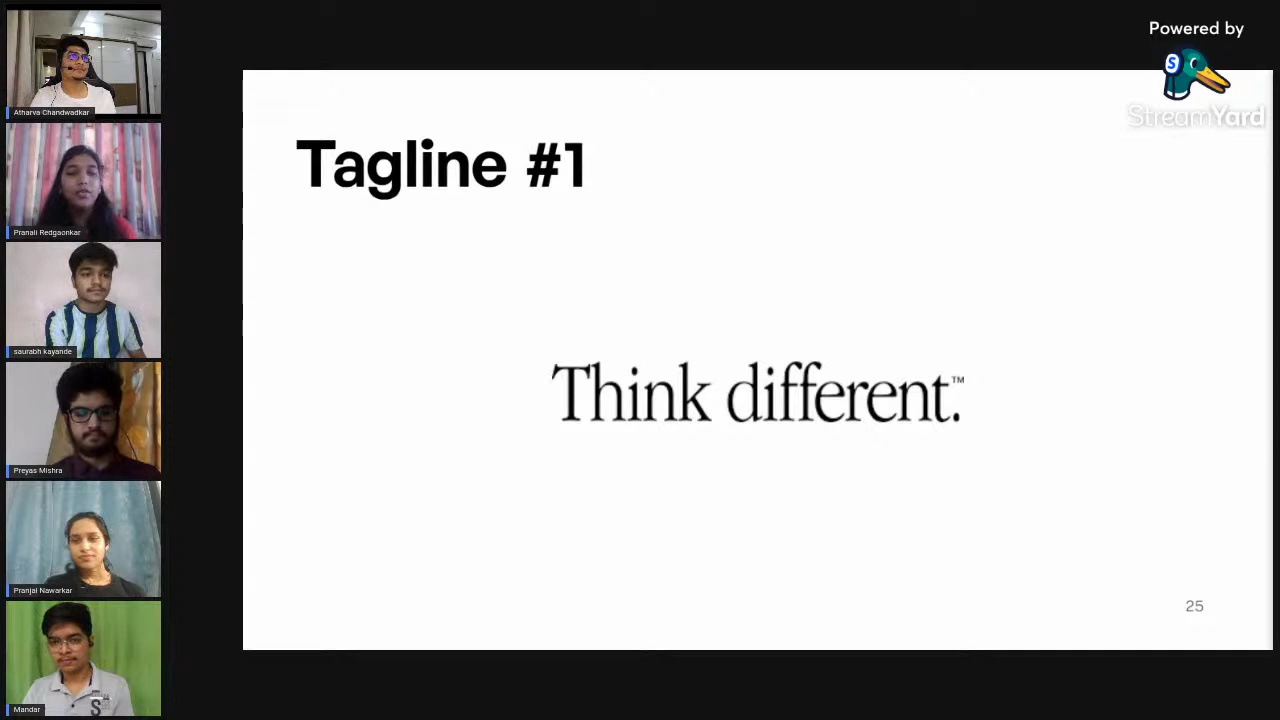 Powered by
S
StreamYard
Atharva Chandwadkar
Pranali Redgaonkar
saurabh kayande
Preyas Mishra
Pranjal Nawarkar
S
Mandar
Tagline #1
Think different.™
25